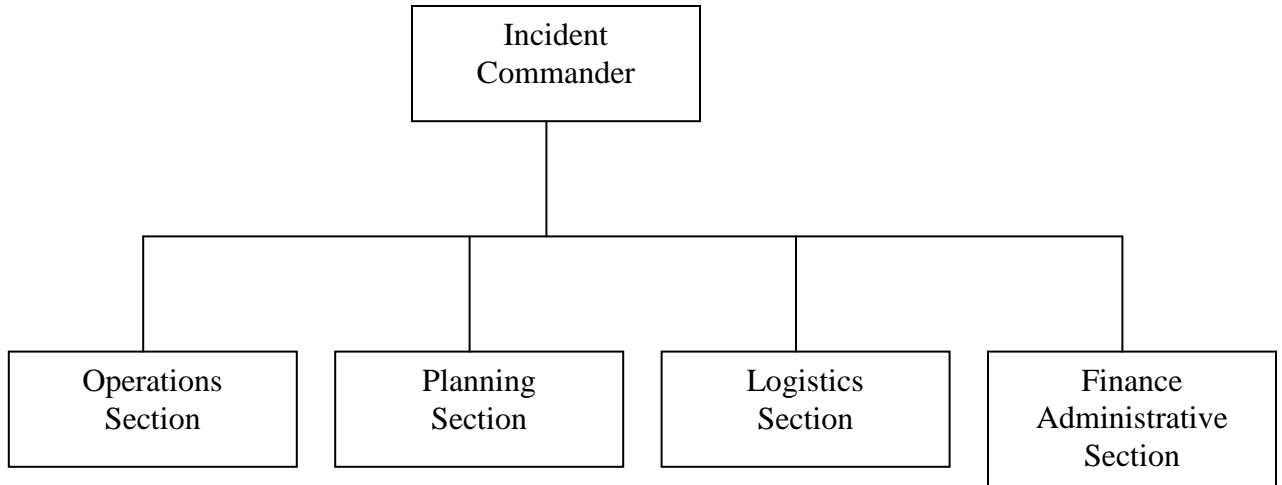 Incident
Commander
Operations
Section
Planning
Section
Logistics
Section
Finance
Administrative
Section